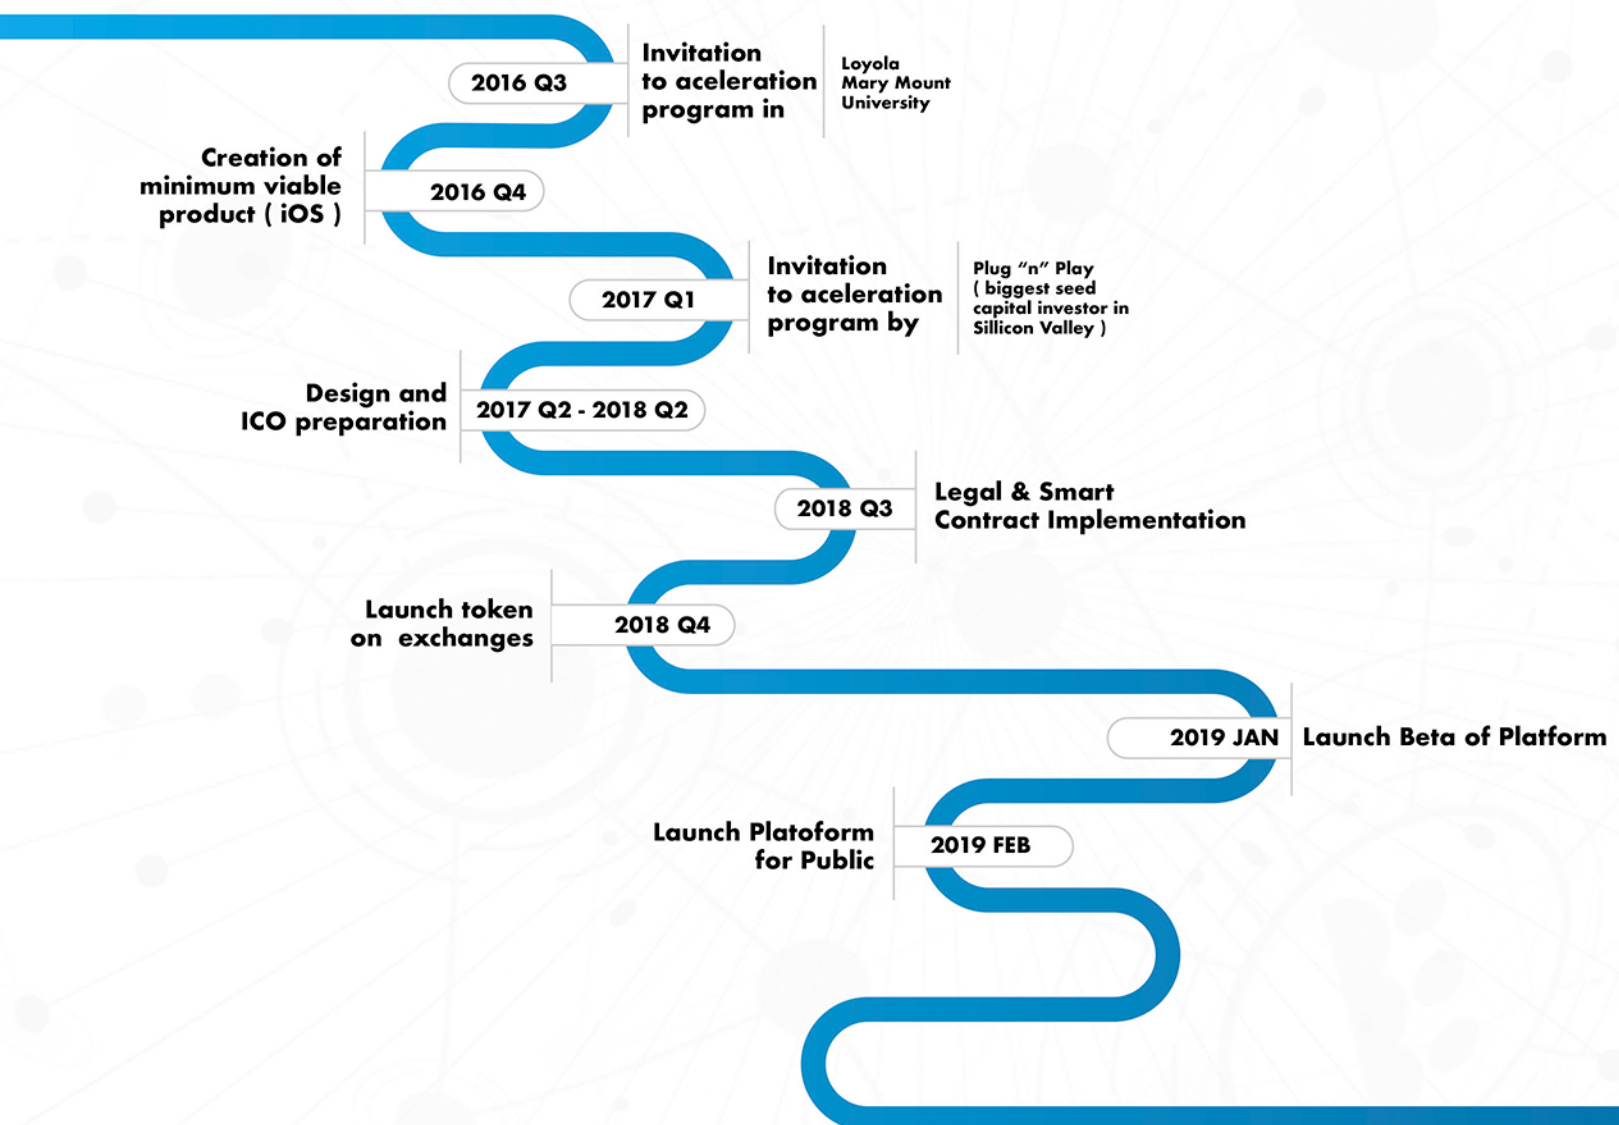 2016 Q3
Invitation
to aceleration
program in
Loyola
Mary Mount
University
Creation of
minimum viable
product ( iOS )
2016 Q4
2017 Q1
Invitation
to aceleration
program by
Plug “n” Play
( biggest seed
capital investor in
Sillicon Valley )
Design and
ICO preparation
2017 Q2 - 2018 Q2
2018 Q3
Legal & Smart
Contract Implementation
Launch token
on exchanges
2018 Q4
2019 JAN
Launch Beta of Platform
Launch Platoform
for Public
2019 FEB